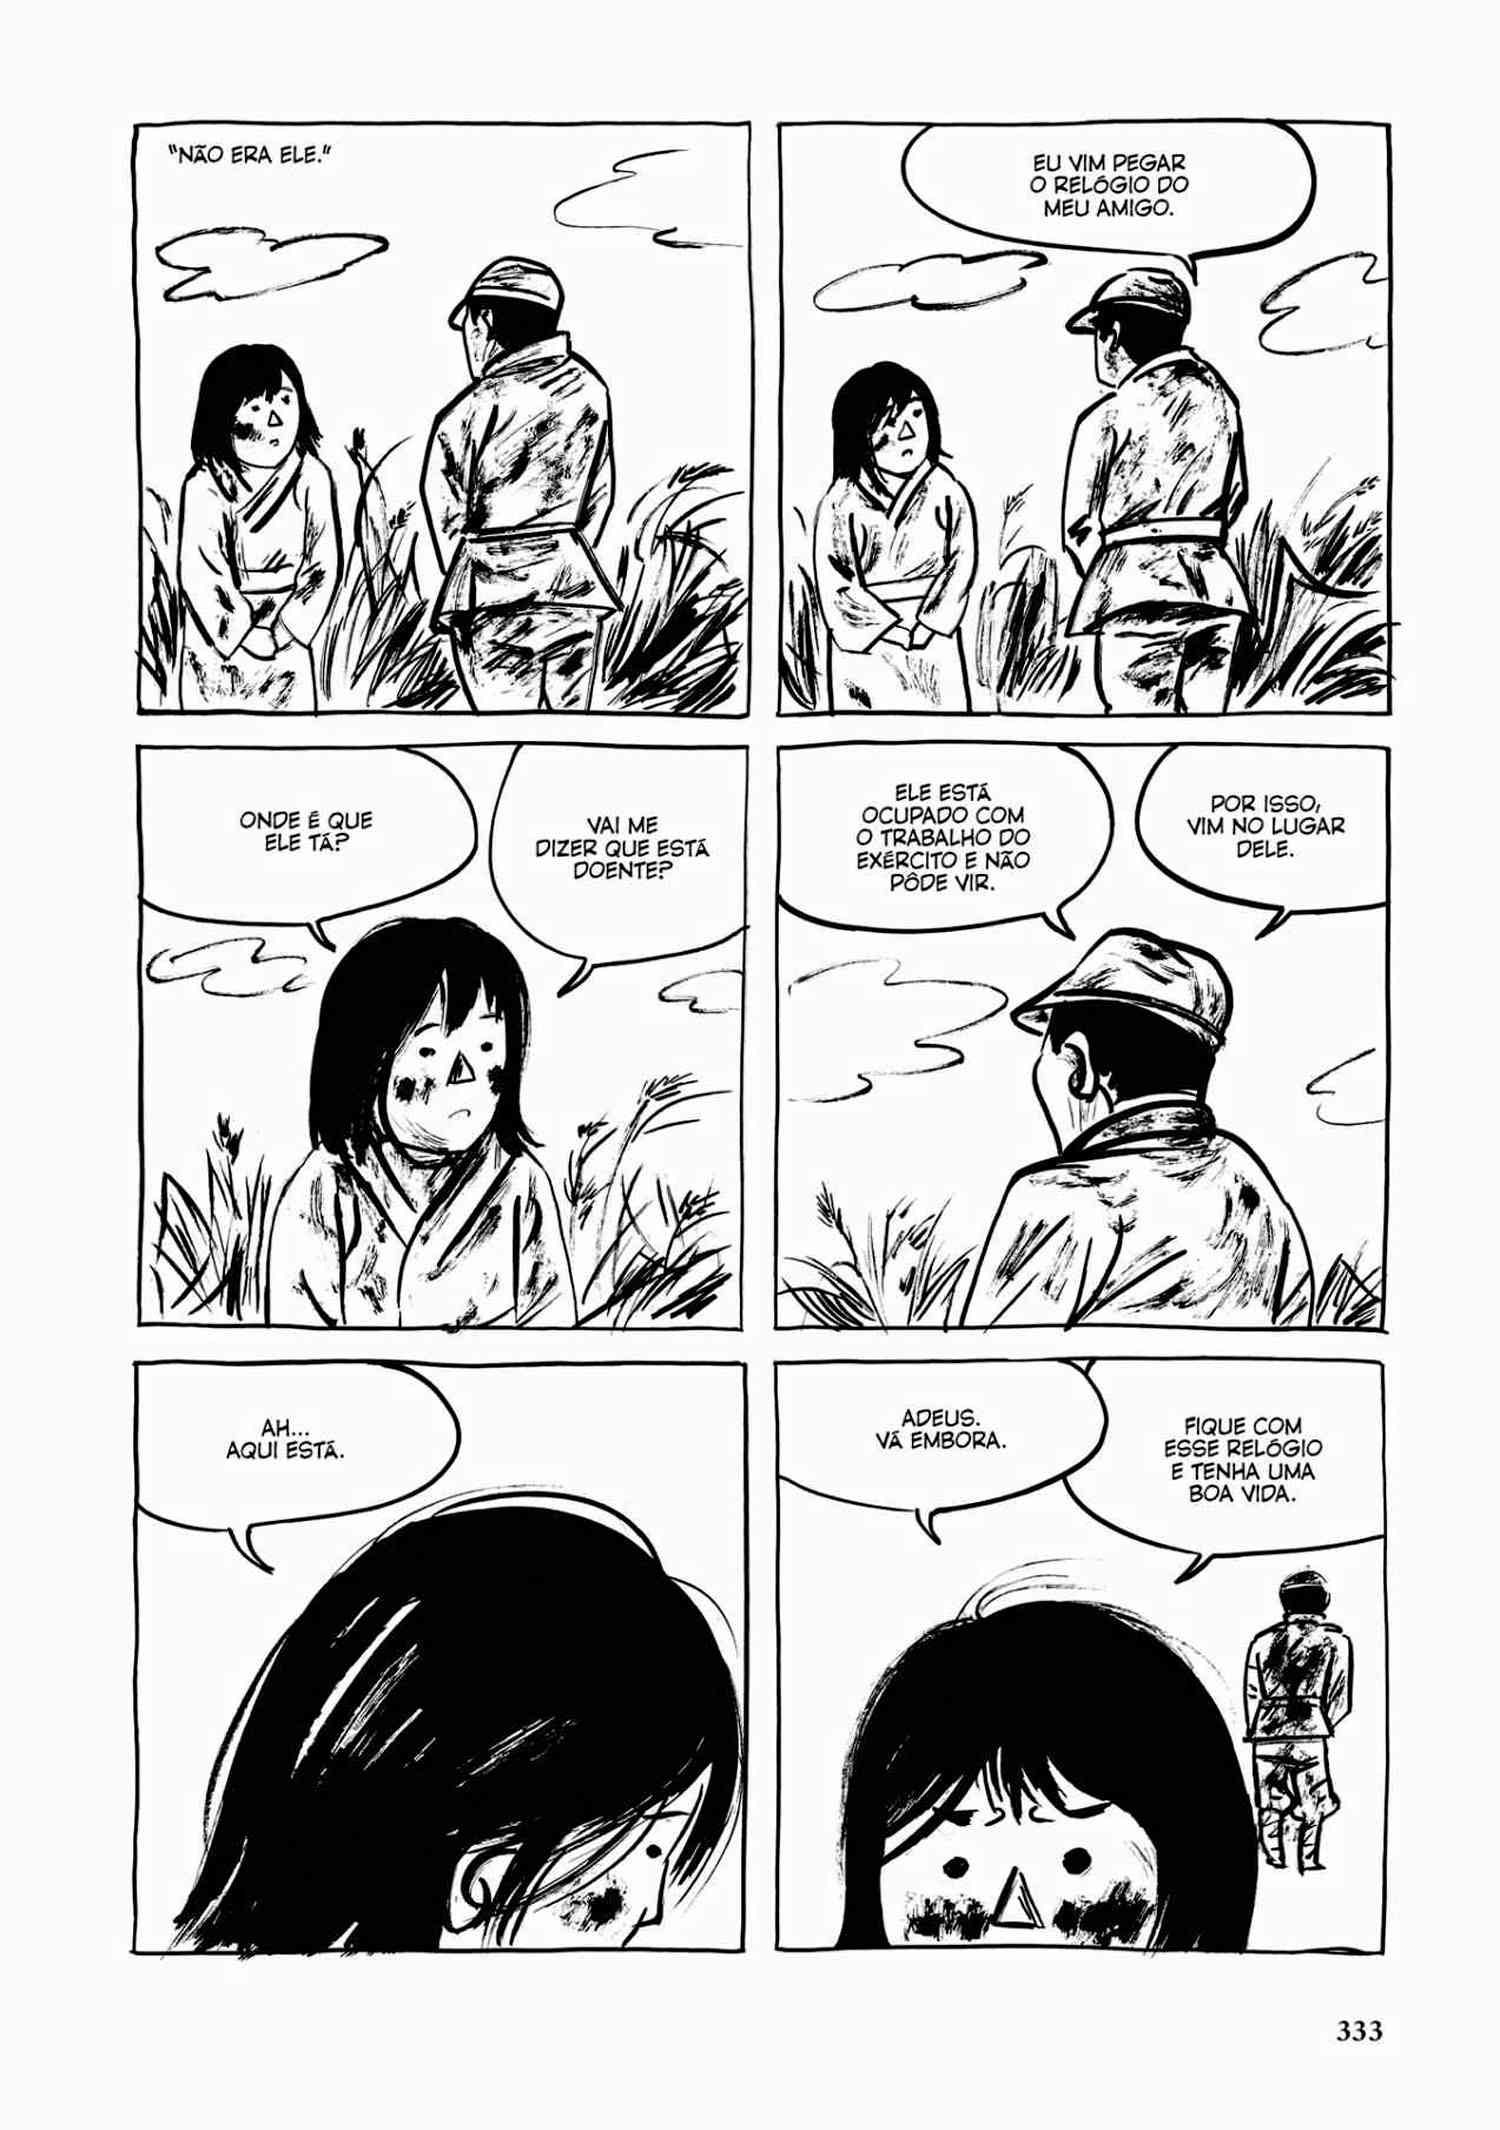 "NÃO ERA ELE."
EU VIM PEGAR
O RELÓGIO DO
MEU AMIGO.
ONDE É QUE
ELE TÁ?
VAI ME
DIZER QUE ESTÁ
DOENTE?
ELE ESTÁ
OCUPADO COM
O TRABALHO DO
EXÉRCITO E NÃO
PÔDE VIR.
POR ISSO,
VIM NO LUGAR
DELE.
AH...
AQUI ESTÁ.
ADEUS.
VÁ EMBORA.
FIQUE COM
ESSE RELÓGIO
E TENHA UMA
BOA VIDA.
333